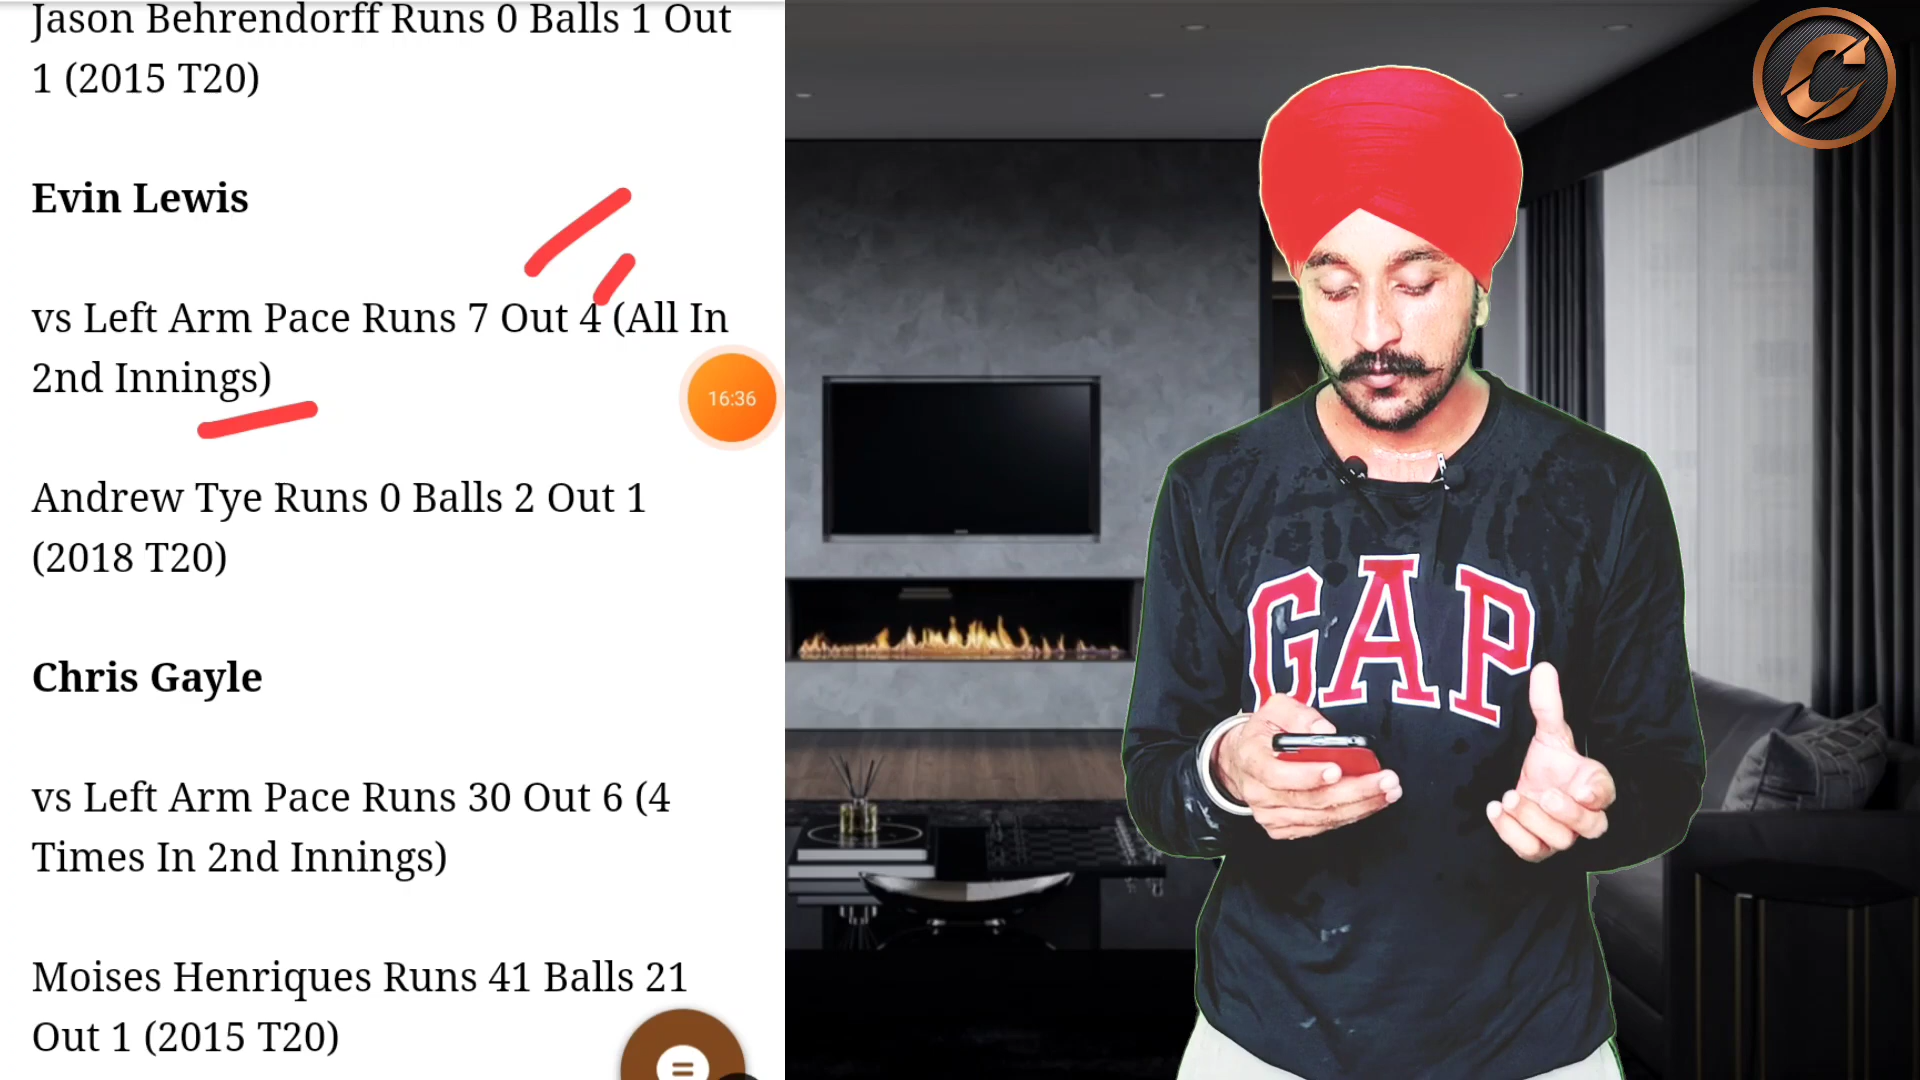 Jason Behrendorff Runs 0 Balls 1 Out
1 (2015 T20)
Evin Lewis
vs Left Arm Pace Runs 7 Out 4 (All In
2nd Innings)
16:36
Andrew Tye Runs 0 Balls 2 Out 1
(2018 T20)
Chris Gayle
vs Left Arm Pace Runs 30 Out 6 (4
Times In 2nd Innings)
Moises Henriques Runs 41 Balls 21
Out 1 (2015 T20)
C
GAP